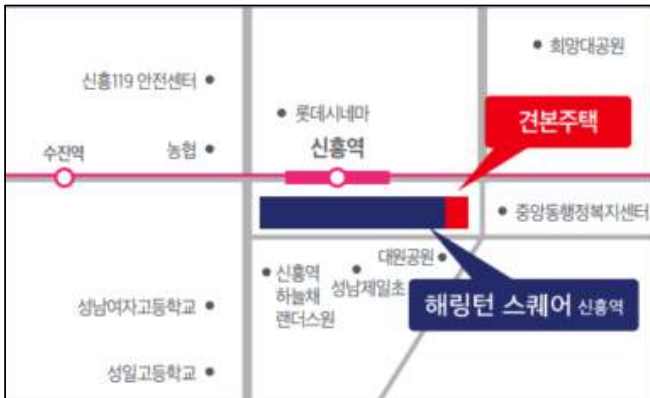 희망대공원
신흥119 안전센터
롯데시네마
견본주택
수진역
농협
신흥역
중앙동행정복지센터
대원공원
신흥역
하늘채
랜더스원
성남제일초
해링턴 스퀘어 신흥역
성남여자고등학교
성일고등학교